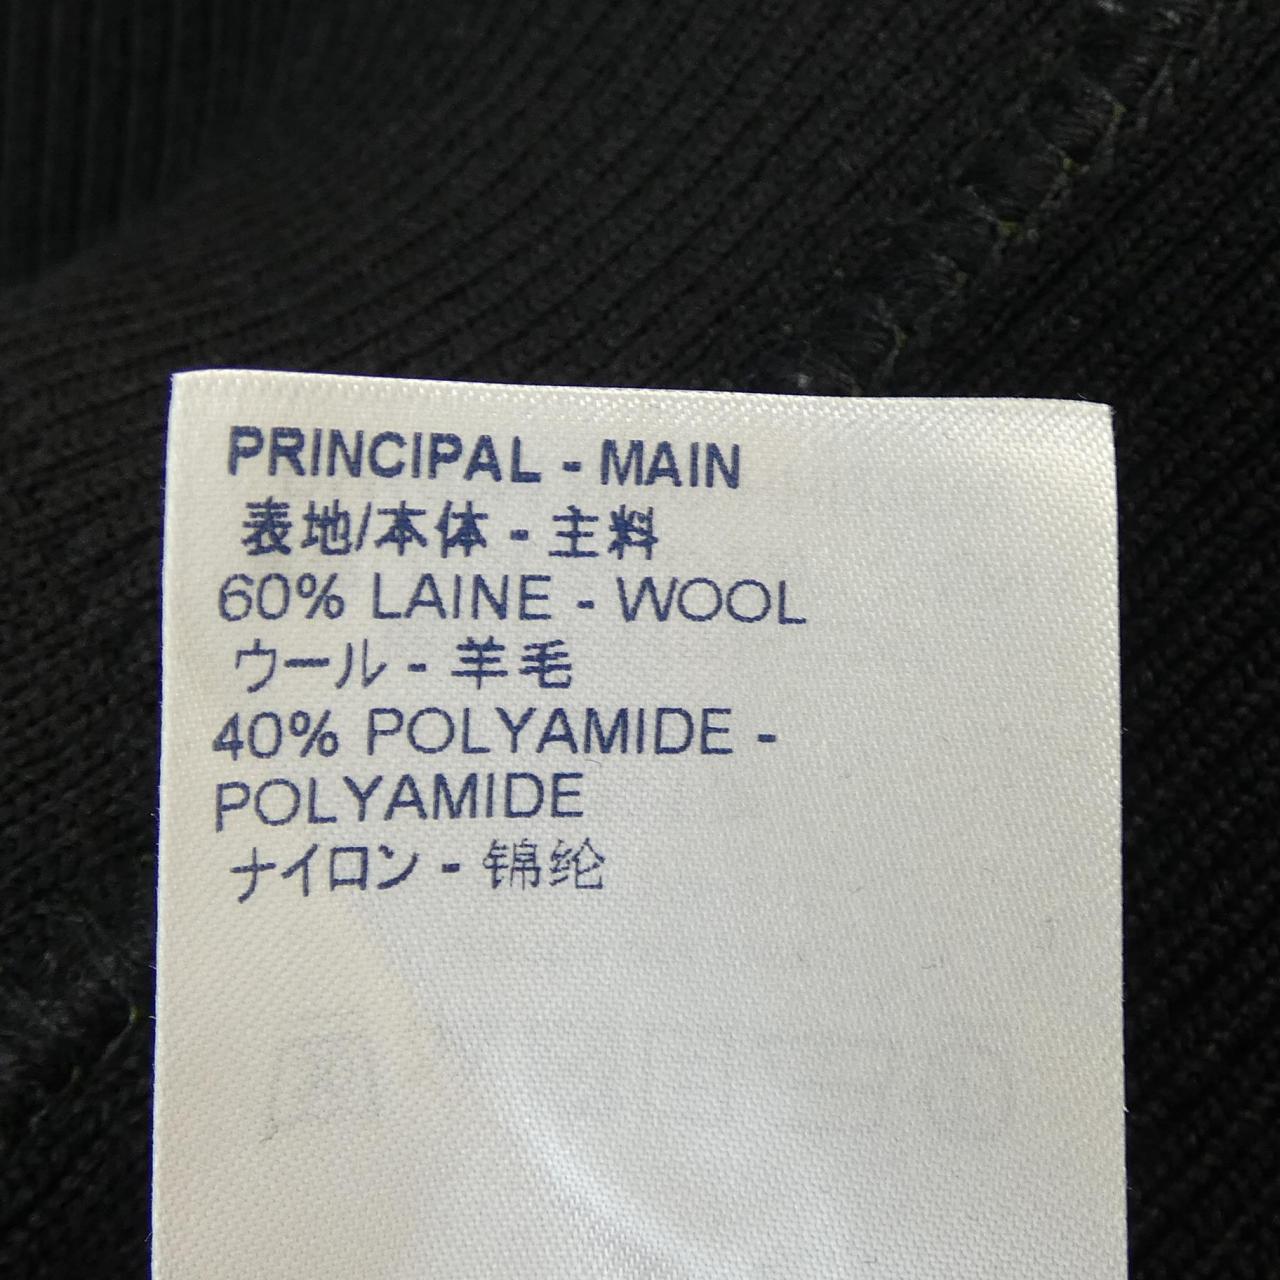 PRINCIPAL - MAIN
表地/本体 - 主料
60% LAINE - WOOL
ウール - 羊毛
40% POLYAMIDE -
POLYAMIDE
ナイロン - 锦纶